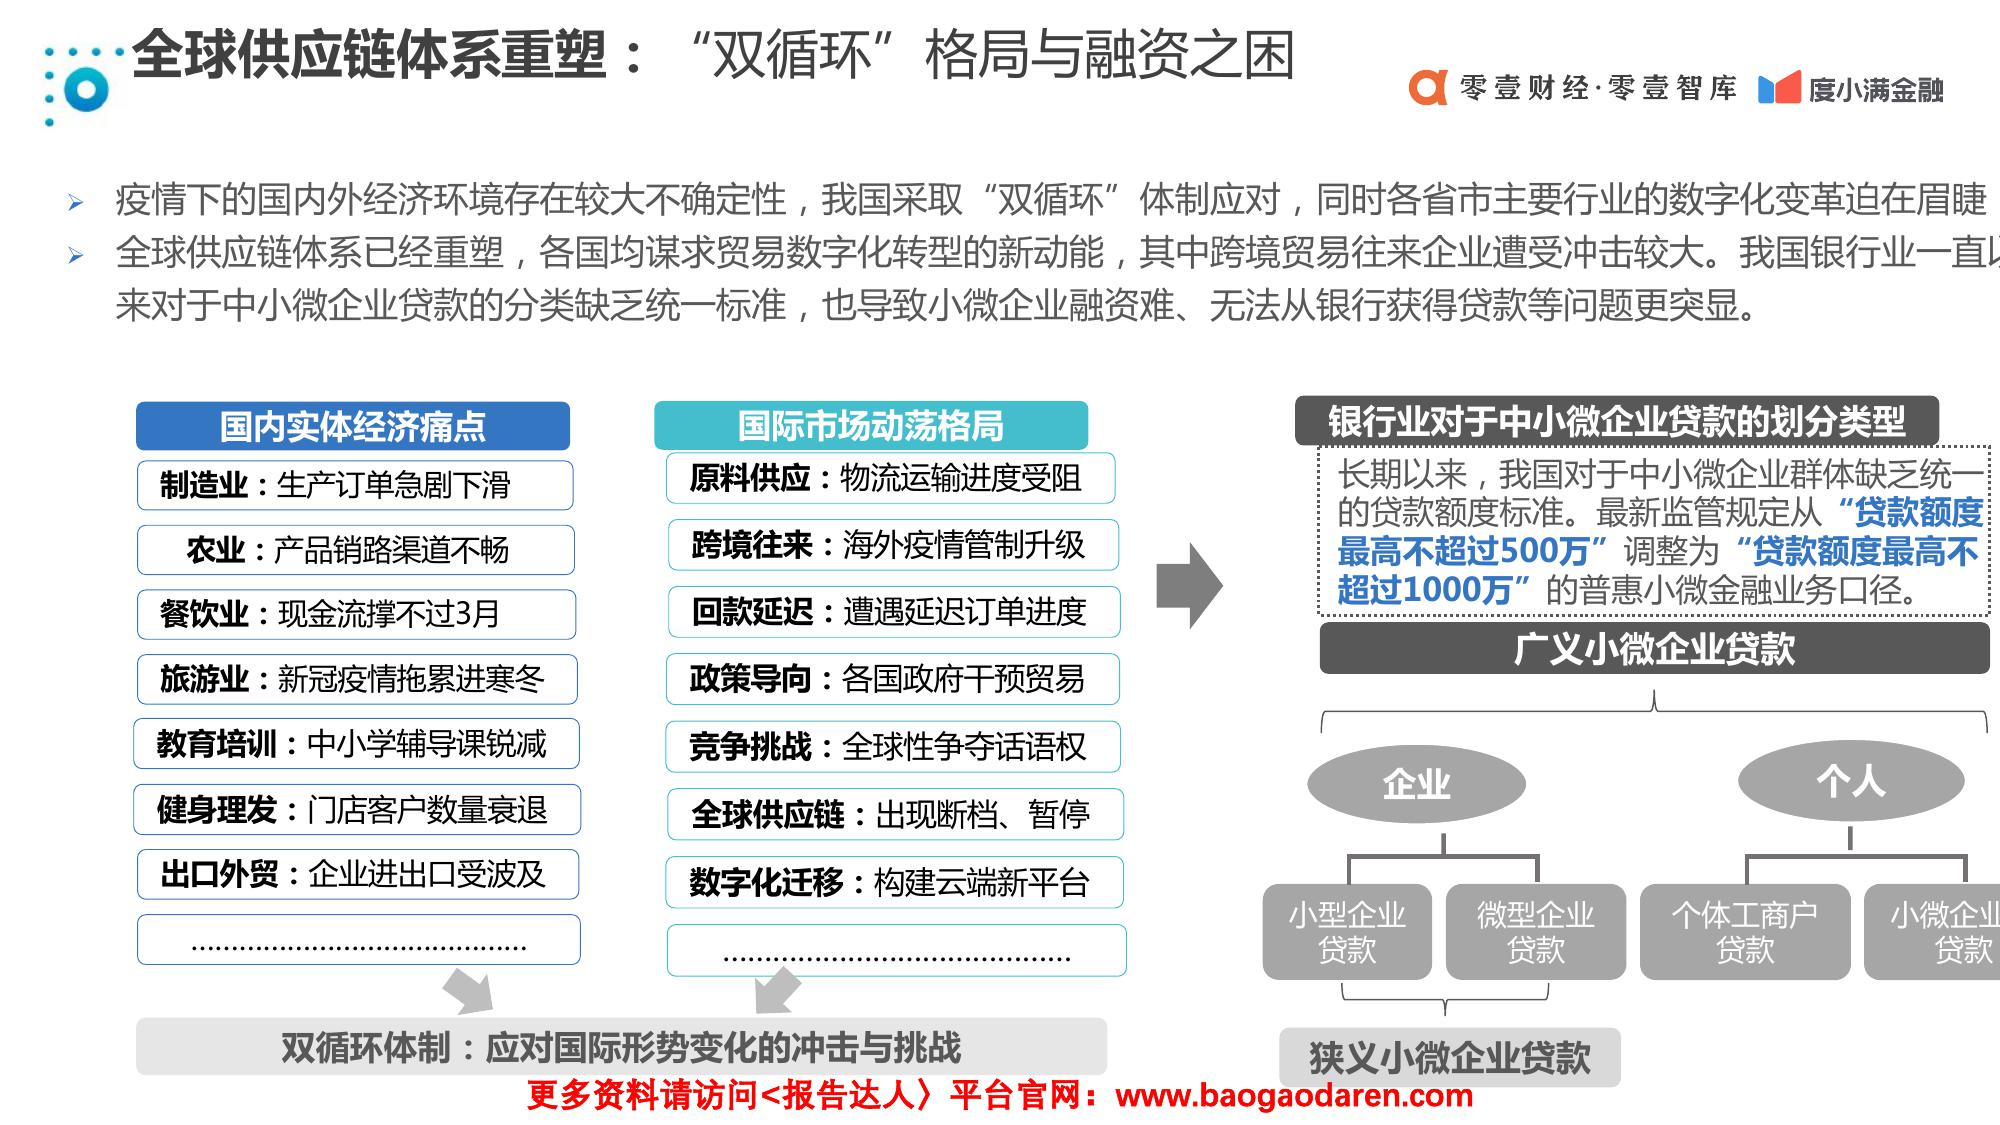 全球供应链体系重塑：“双循环”格局与融资之困
零壹财经·零壹智库
度小满金融
疫情下的国内外经济环境存在较大不确定性，我国采取“双循环”体制应对，同时各省市主要行业的数字化变革迫在眉睫
全球供应链体系已经重塑，各国均谋求贸易数字化转型的新动能，其中跨境贸易往来企业遭受冲击较大。我国银行业一直以
来对于中小微企业贷款的分类缺乏统一标准，也导致小微企业融资难、无法从银行获得贷款等问题更突显。
国内实体经济痛点
制造业：生产订单急剧下滑
农业：产品销路渠道不畅
餐饮业：现金流撑不过3月
旅游业：新冠疫情拖累进寒冬
教育培训：中小学辅导课锐减
健身理发：门店客户数量衰退
出口外贸：企业进出口受波及
……………………………………
国际市场动荡格局
原料供应：物流运输进度受阻
跨境往来：海外疫情管制升级
回款延迟：遭遇延迟订单进度
政策导向：各国政府干预贸易
竞争挑战：全球性争夺话语权
全球供应链：出现断档、暂停
数字化迁移：构建云端新平台
……………………………………
双循环体制：应对国际形势变化的冲击与挑战
银行业对于中小微企业贷款的划分类型
长期以来，我国对于中小微企业群体缺乏统一
的贷款额度标准。最新监管规定从“贷款额度
最高不超过500万”调整为“贷款额度最高不
超过1000万”的普惠小微金融业务口径。
广义小微企业贷款
企业
个人
小型企业
贷款
微型企业
贷款
个体工商户
贷款
小微企业
贷款
狭义小微企业贷款
更多资料请访问<报告达人〉平台官网：www.baogaodaren.com